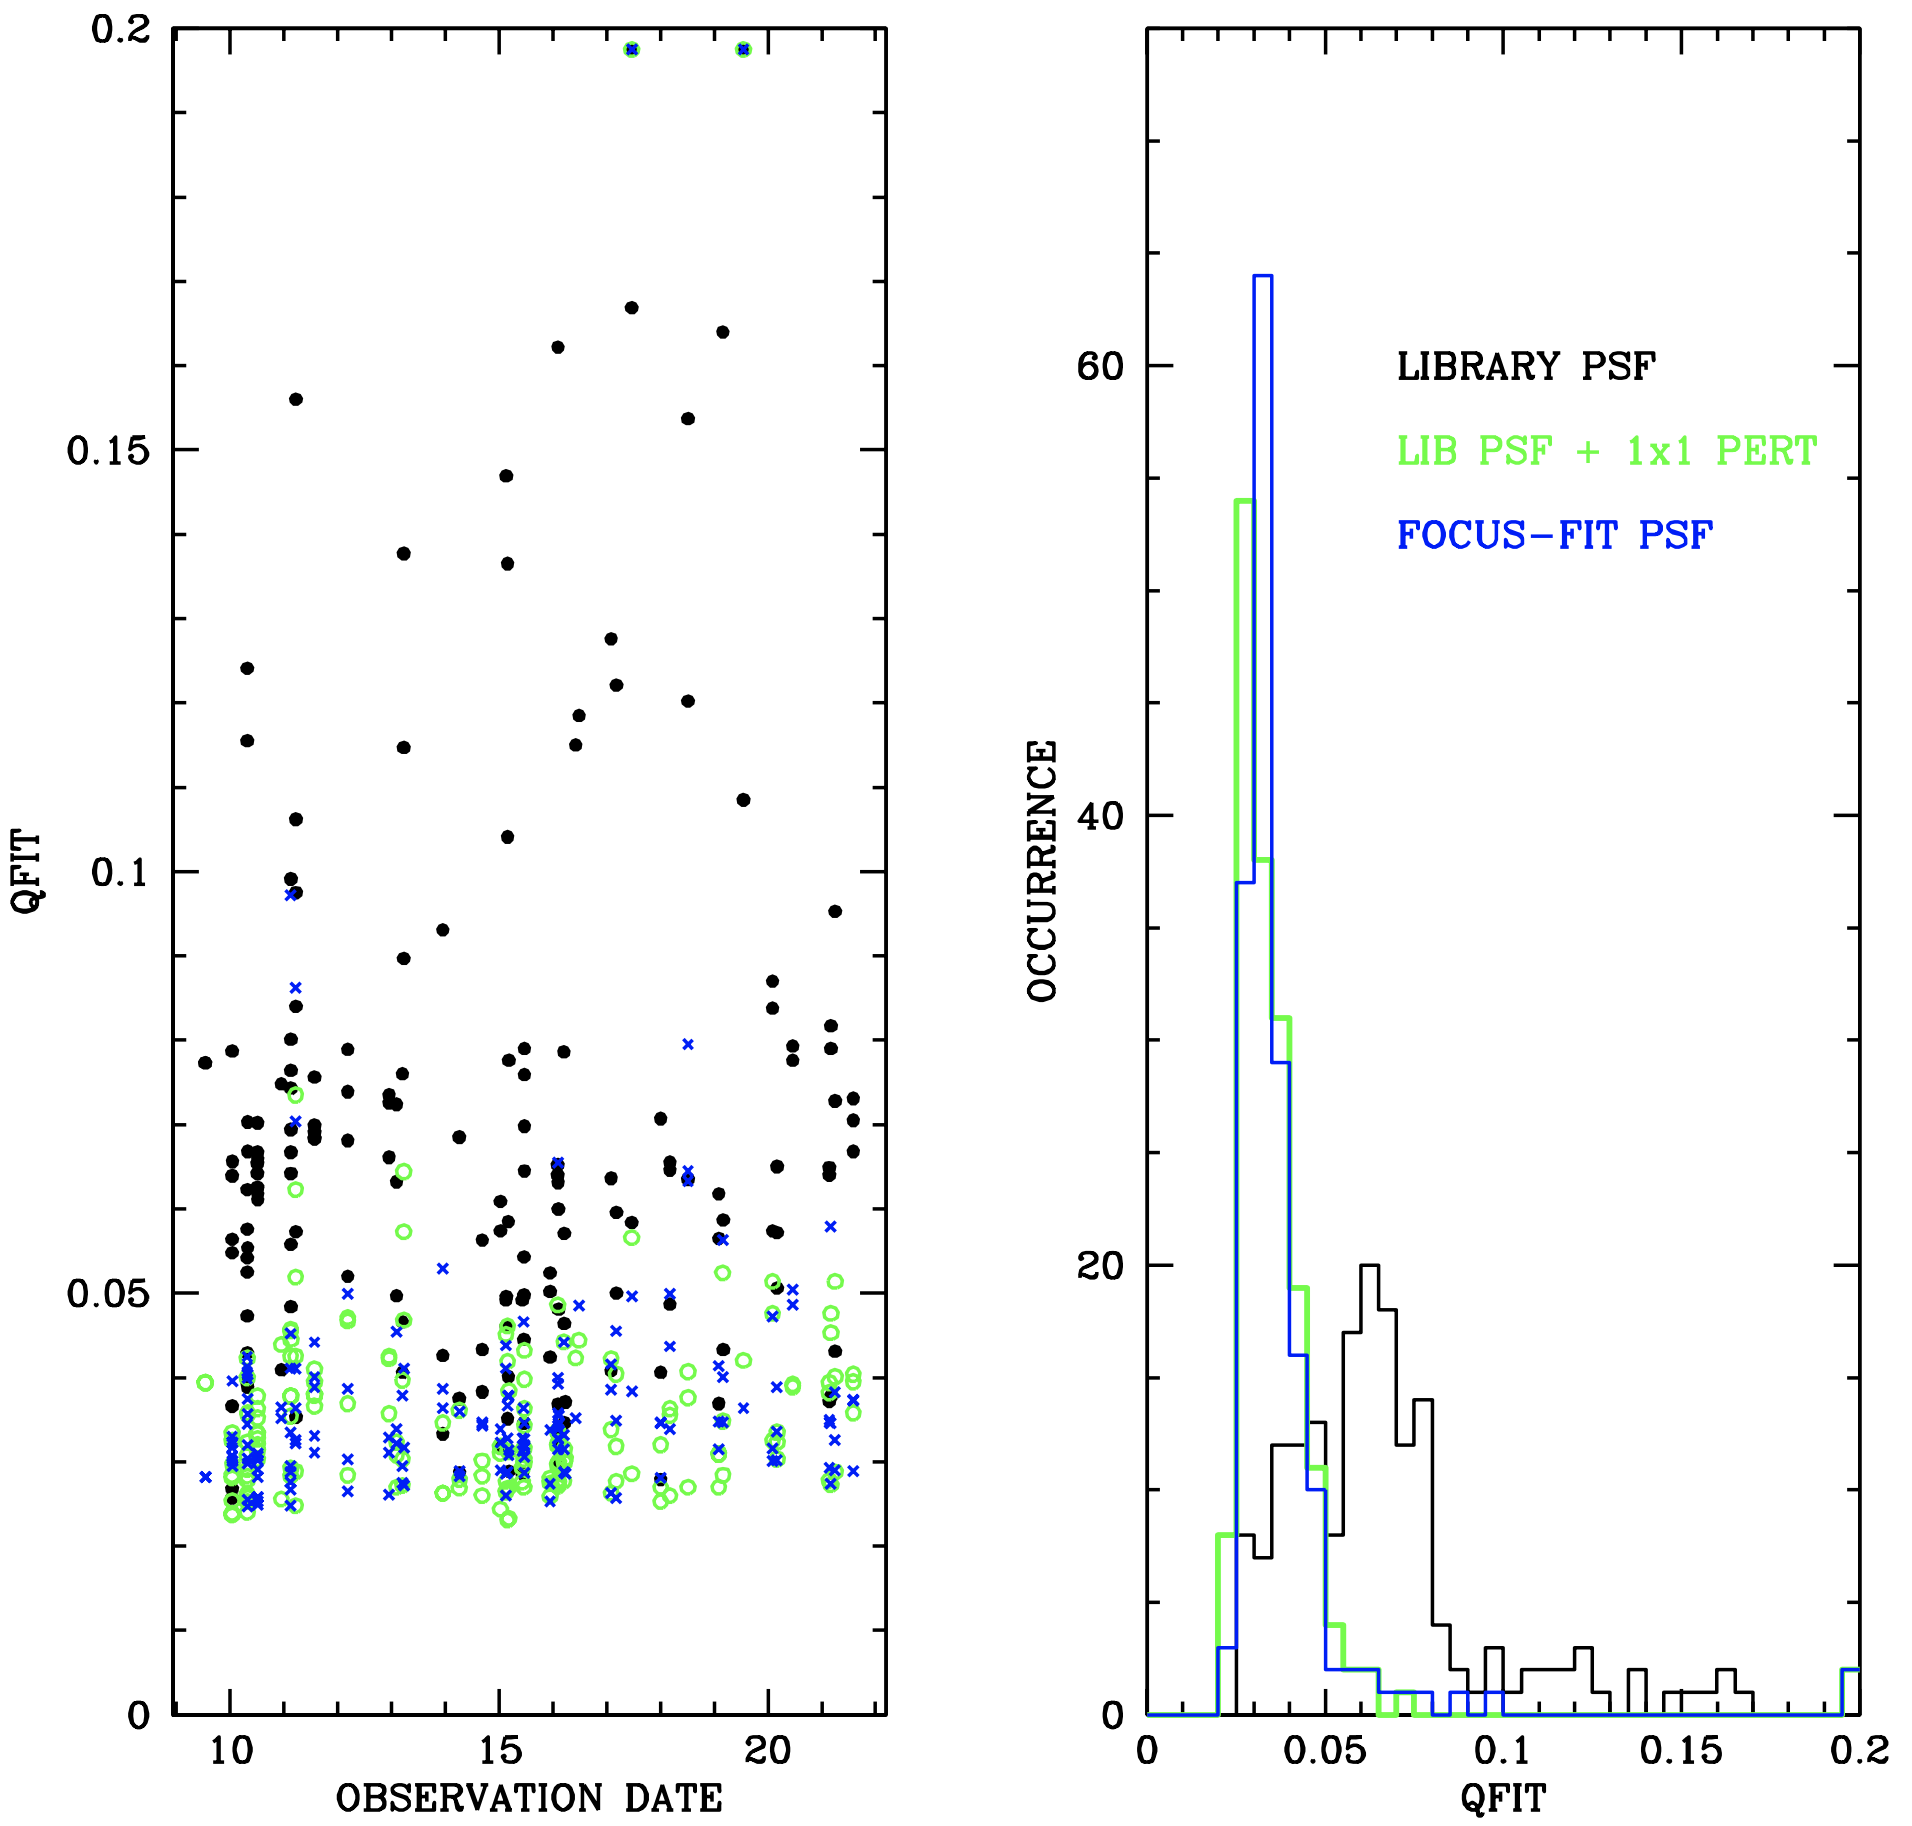 0.2
0.15
0.1
0.05
0
QFIT
10 15 20
OBSERVATION DATE
60
40
20
0
OCCURRENCE
LIBRARY PSF
LIB PSF + 1x1 PERT
FOCUS-FIT PSF
0 0.05 0.1 0.15 0.2
QFIT